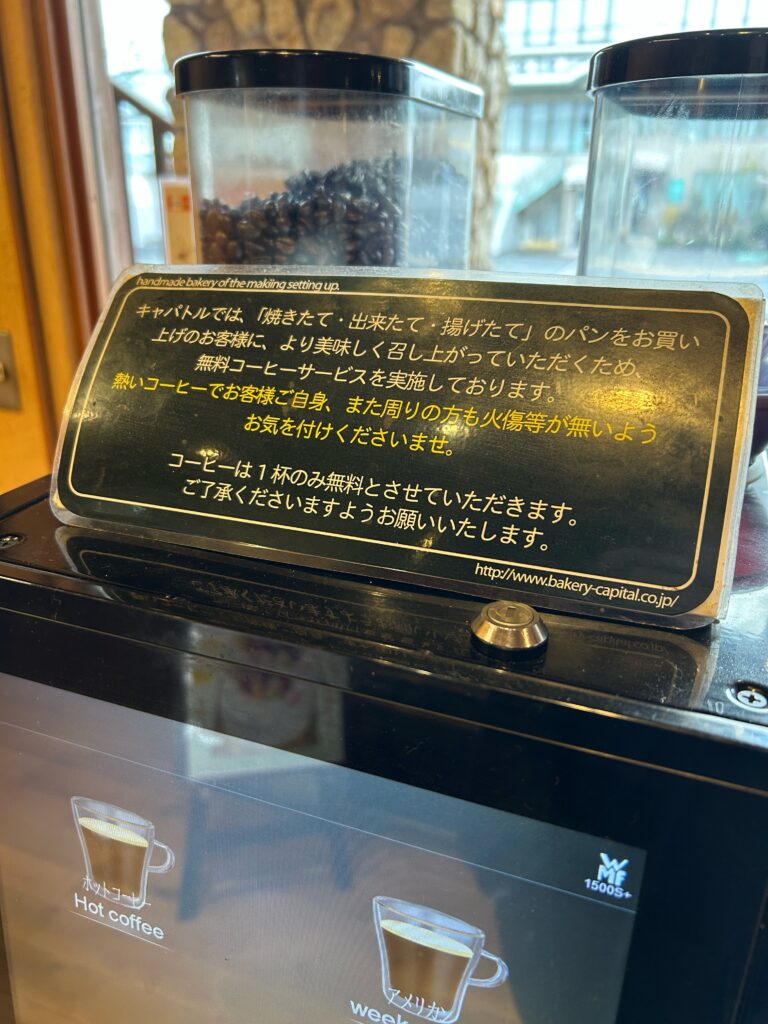 handmade bakery of the makiing setting up.
キャパトルでは、「焼きたて・出来たて・揚げたて」のパンをお買い
上げのお客様に、より美味しく召し上がっていただくため、
無料コーヒーサービスを実施しております。
熱いコーヒーでお客様ご自身、また周りの方も火傷等が無いよう
お気を付けくださいませ。
コーヒーは1杯のみ無料とさせていただきます。
ご了承くださいますようお願いいたします。
http://www.bakery-capital.co.jp/
WMF
1500S+
ホットコーヒー
Hot coffee
アメリカン
week